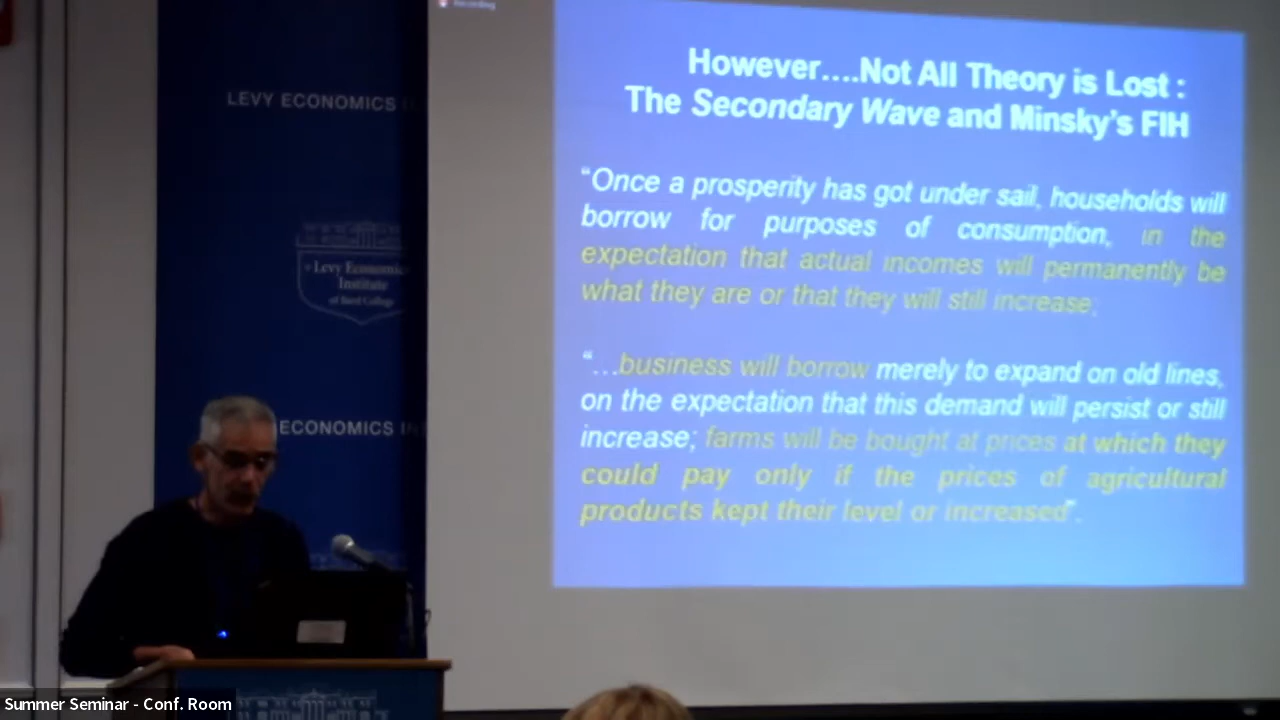 Recording
LEVY ECONOMICS I
However....Not All Theory is Lost :
The Secondary Wave and Minsky's FIH
Levy Economic
Institute
of Bard College
"Once a prosperity has got under sail, households will
borrow for purposes of consumption, in the
expectation that actual incomes will permanently be
what they are or that they will still increase;
"...business will borrow merely to expand on old lines,
on the expectation that this demand will persist or still
increase; farms will be bought at prices at which they
could pay only if the prices of agricultural
products kept their level or increased".
ECONOMICS IN
Summer Seminar - Conf. Room